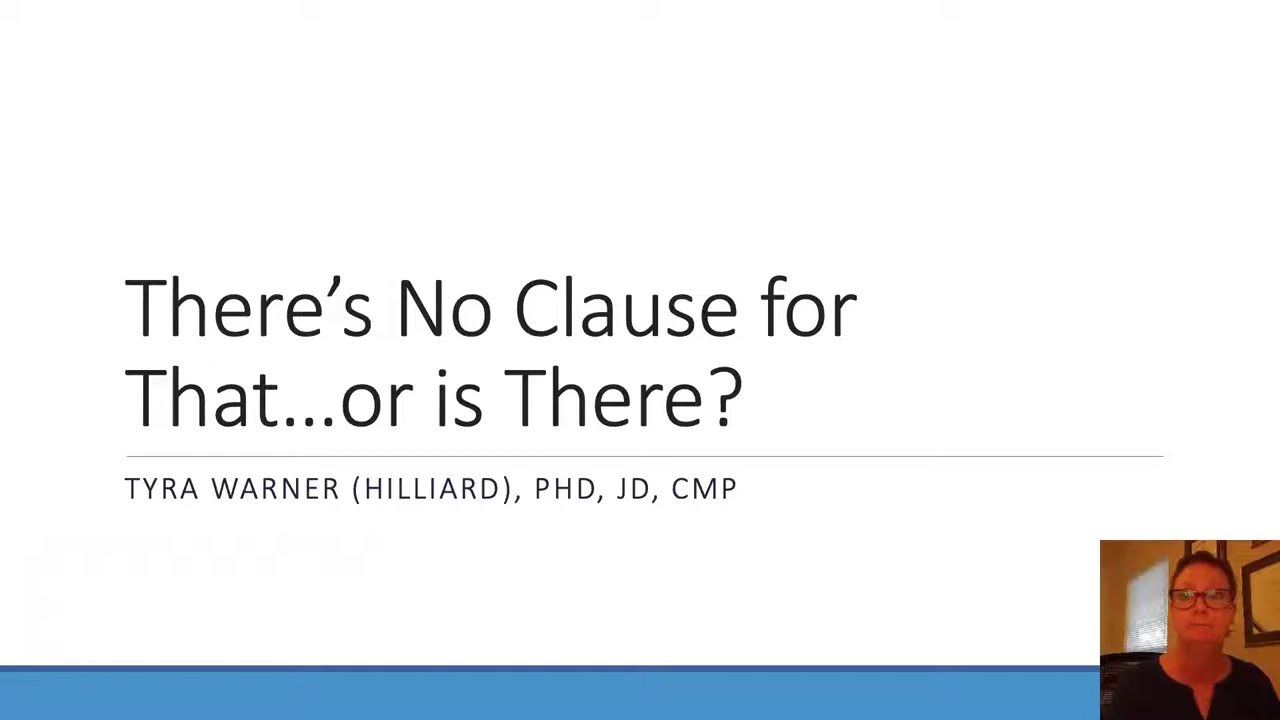 There’s No Clause for
That…or is There?
TYRA WARNER (HILLIARD), PHD, JD, CMP